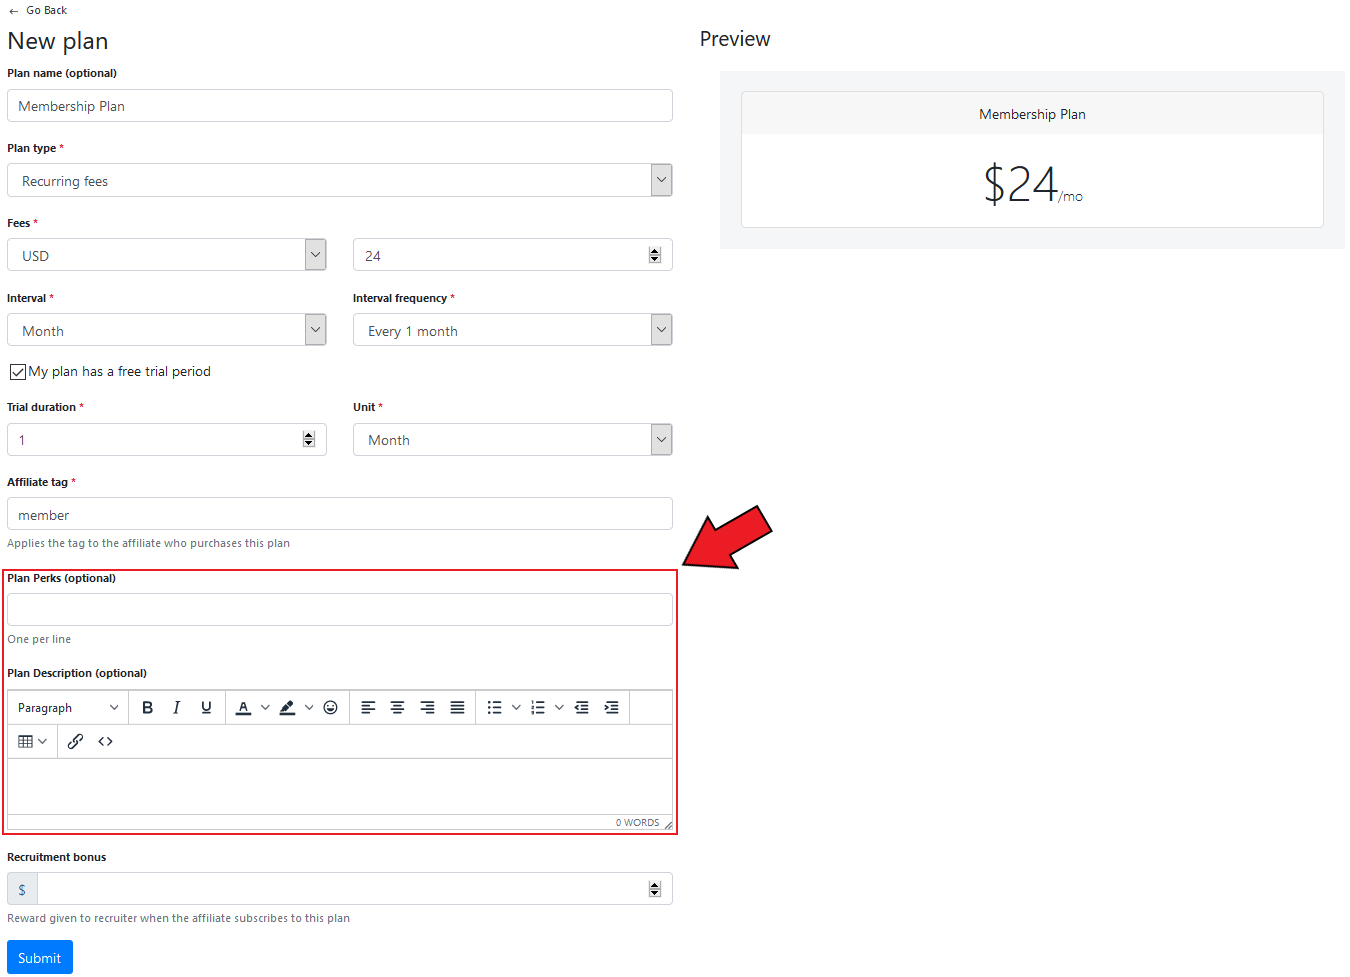 ← Go Back
New plan
Plan name (optional)
Membership Plan
Plan type *
Recurring fees
Fees *
USD 24
Interval * Interval frequency *
Month Every 1 month
My plan has a free trial period
Trial duration * Unit *
1 Month
Affiliate tag *
member
Applies the tag to the affiliate who purchases this plan
Plan Perks (optional)
One per line
Plan Description (optional)
Paragraph B I U A
0 WORDS
Recruitment bonus
$
Reward given to recruiter when the affiliate subscribes to this plan
Submit
Preview
Membership Plan
$24/mo